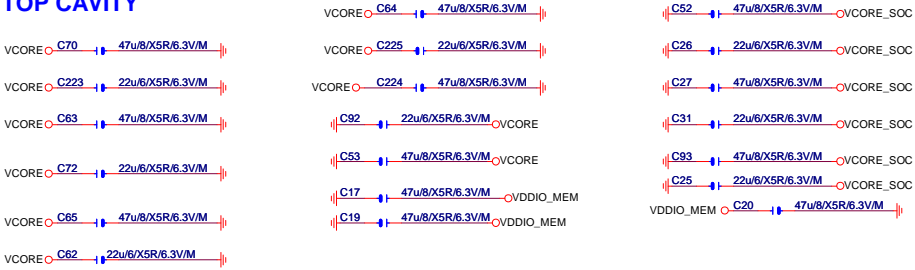 TOP CAVITY
VCORE C70 47u/8/X5R/6.3V/M
VCORE C223 22u/6/X5R/6.3V/M
VCORE C63 47u/8/X5R/6.3V/M
VCORE C72 22u/6/X5R/6.3V/M
VCORE C65 47u/8/X5R/6.3V/M
VCORE C62 22u/6/X5R/6.3V/M
VCORE C64 47u/8/X5R/6.3V/M
VCORE C225 22u/6/X5R/6.3V/M
VCORE C224 47u/8/X5R/6.3V/M
C92 22u/6/X5R/6.3V/M VCORE
C53 47u/8/X5R/6.3V/M VCORE
C17 47u/8/X5R/6.3V/M VDDIO_MEM
C19 47u/8/X5R/6.3V/M VDDIO_MEM
C52 47u/8/X5R/6.3V/M VCORE_SOC
C26 22u/6/X5R/6.3V/M VCORE_SOC
C27 47u/8/X5R/6.3V/M VCORE_SOC
C31 22u/6/X5R/6.3V/M VCORE_SOC
C93 47u/8/X5R/6.3V/M VCORE_SOC
C25 22u/6/X5R/6.3V/M VCORE_SOC
VDDIO_MEM C20 47u/8/X5R/6.3V/M